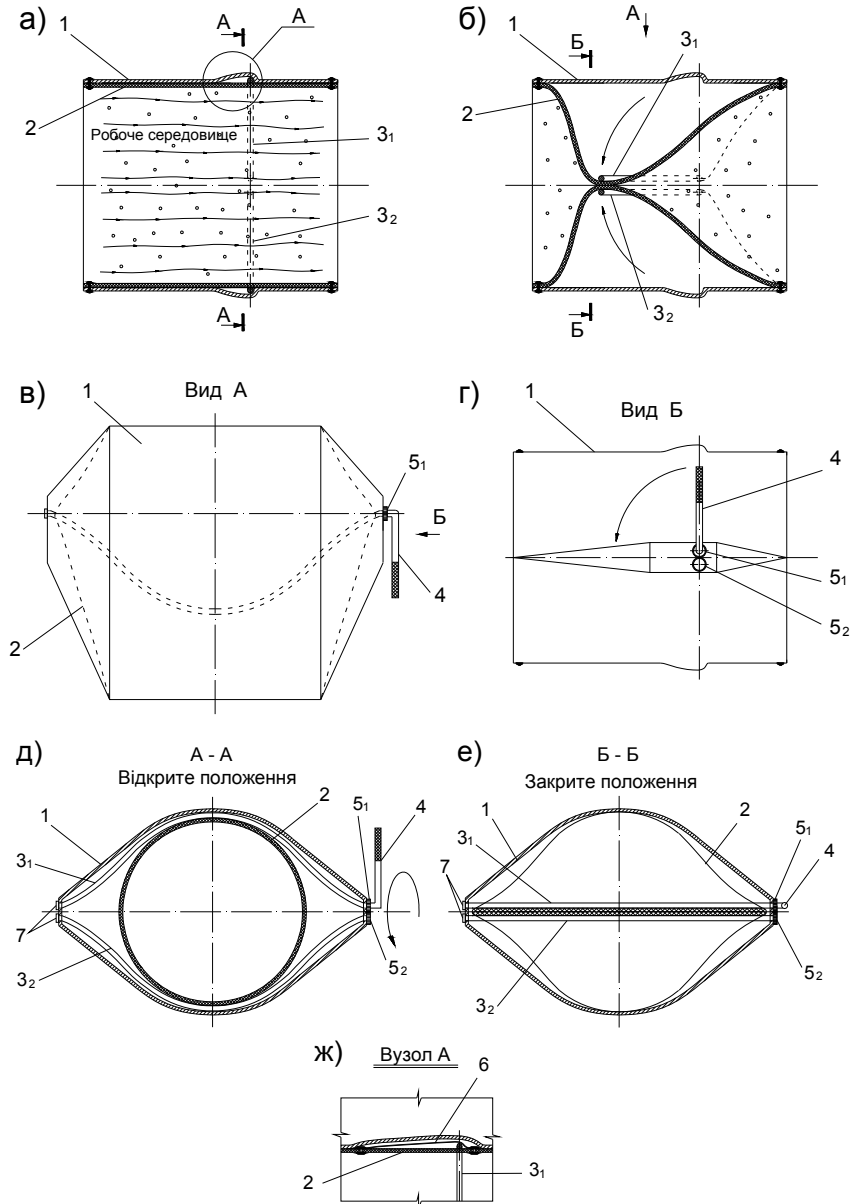 а)
А
А
1
2
Робоче середовище
3₁
3₂
А
б)
А
Б
1
3₁
2
3₂
Б
в)
Вид А
1
5₁
Б
4
2
г)
Вид Б
1
4
5₁
5₂
д)
А - А
Відкрите положення
1
2
5₁
4
3₁
7
3₂
5₂
е)
Б - Б
Закрите положення
1
2
3₁
5₁
4
7
3₂
5₂
ж)
Вузол А
6
2
3₁